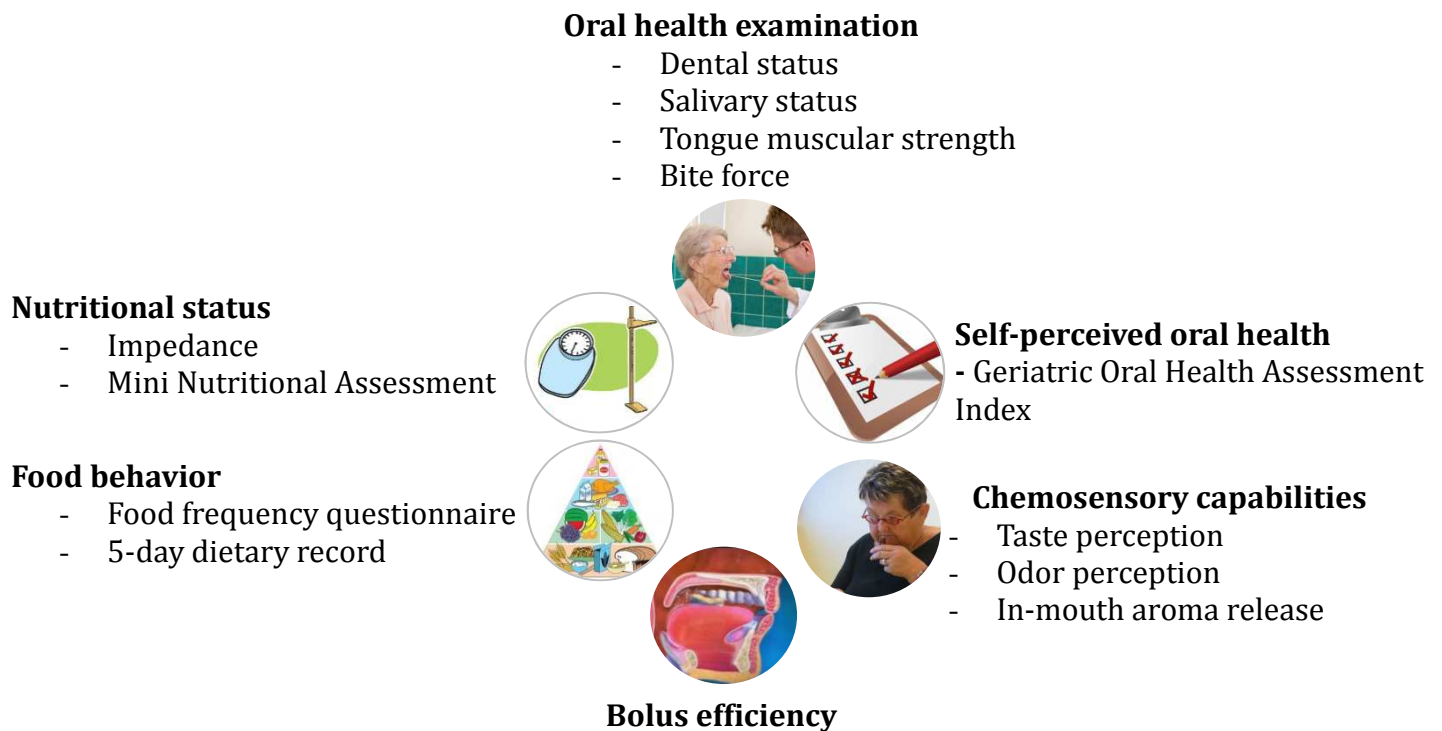 Oral health examination
- Dental status
- Salivary status
- Tongue muscular strength
- Bite force
Nutritional status
- Impedance
- Mini Nutritional Assessment
Self-perceived oral health
- Geriatric Oral Health Assessment
Index
Food behavior
- Food frequency questionnaire
- 5-day dietary record
Chemosensory capabilities
- Taste perception
- Odor perception
- In-mouth aroma release
Bolus efficiency